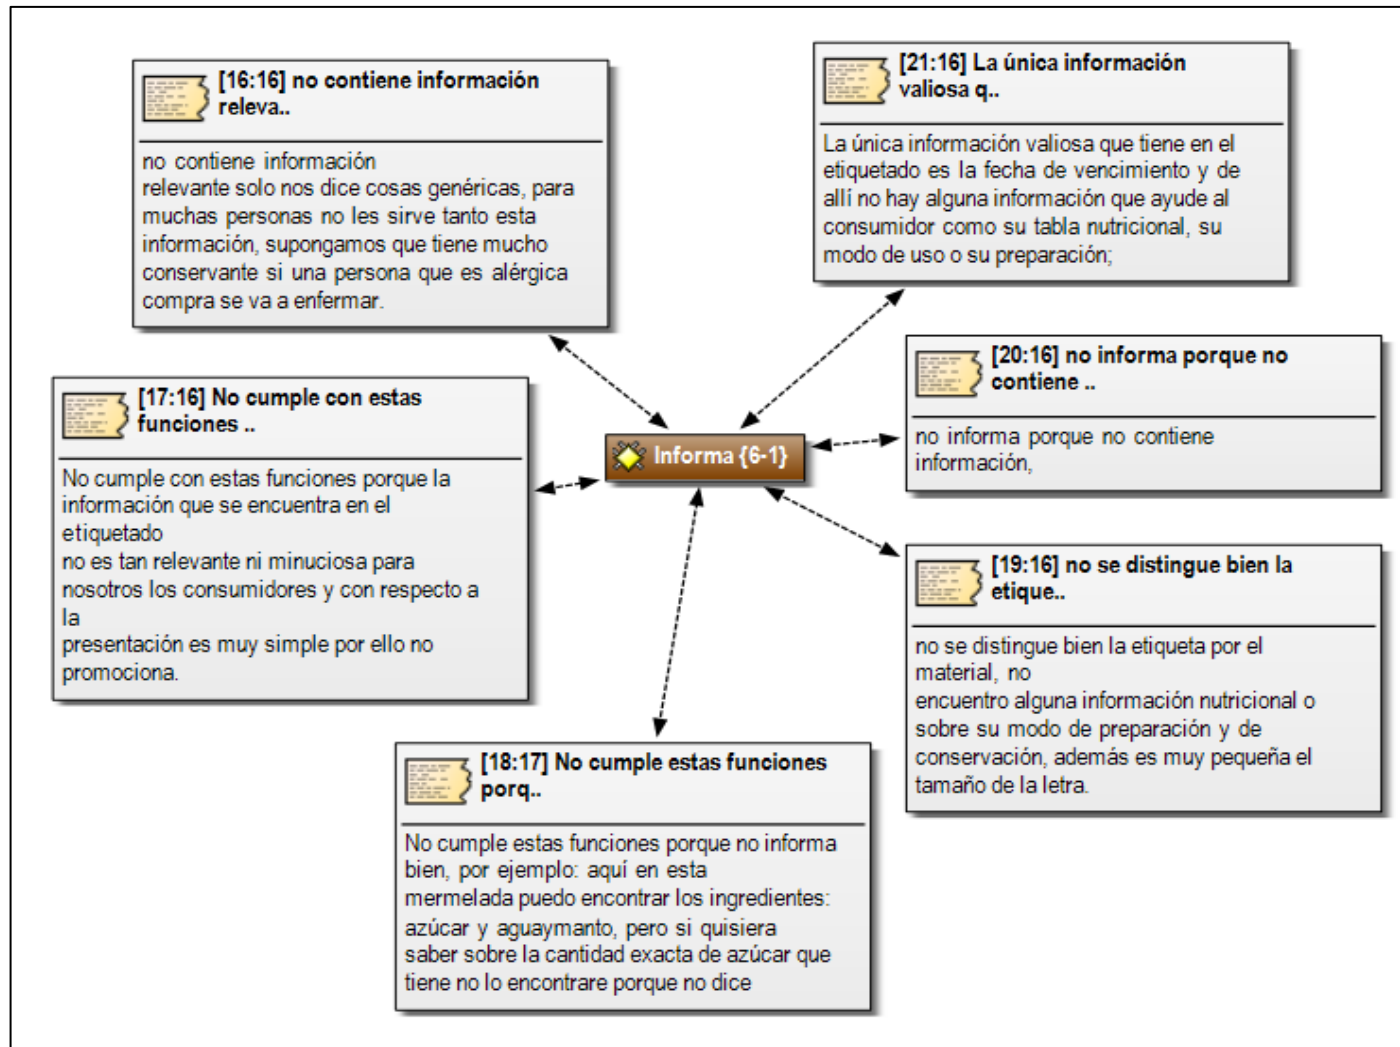 [16:16] no contiene información
releva..
no contiene información
relevante solo nos dice cosas genéricas, para
muchas personas no les sirve tanto esta
información, supongamos que tiene mucho
conservante si una persona que es alérgica
compra se va a enfermar.
[21:16] La única información
valiosa q..
La única información valiosa que tiene en el
etiquetado es la fecha de vencimiento y de
allí no hay alguna información que ayude al
consumidor como su tabla nutricional, su
modo de uso o su preparación;
[17:16] No cumple con estas
funciones ..
No cumple con estas funciones porque la
información que se encuentra en el
etiquetado
no es tan relevante ni minuciosa para
nosotros los consumidores y con respecto a
la
presentación es muy simple por ello no
promociona.
Informa {6-1}
[20:16] no informa porque no
contiene ..
no informa porque no contiene
información,
[19:16] no se distingue bien la
etique..
no se distingue bien la etiqueta por el
material, no
encuentro alguna información nutricional o
sobre su modo de preparación y de
conservación, además es muy pequeña el
tamaño de la letra.
[18:17] No cumple estas funciones
porq..
No cumple estas funciones porque no informa
bien, por ejemplo: aquí en esta
mermelada puedo encontrar los ingredientes:
azúcar y aguaymanto, pero si quisiera
saber sobre la cantidad exacta de azúcar que
tiene no lo encontrare porque no dice